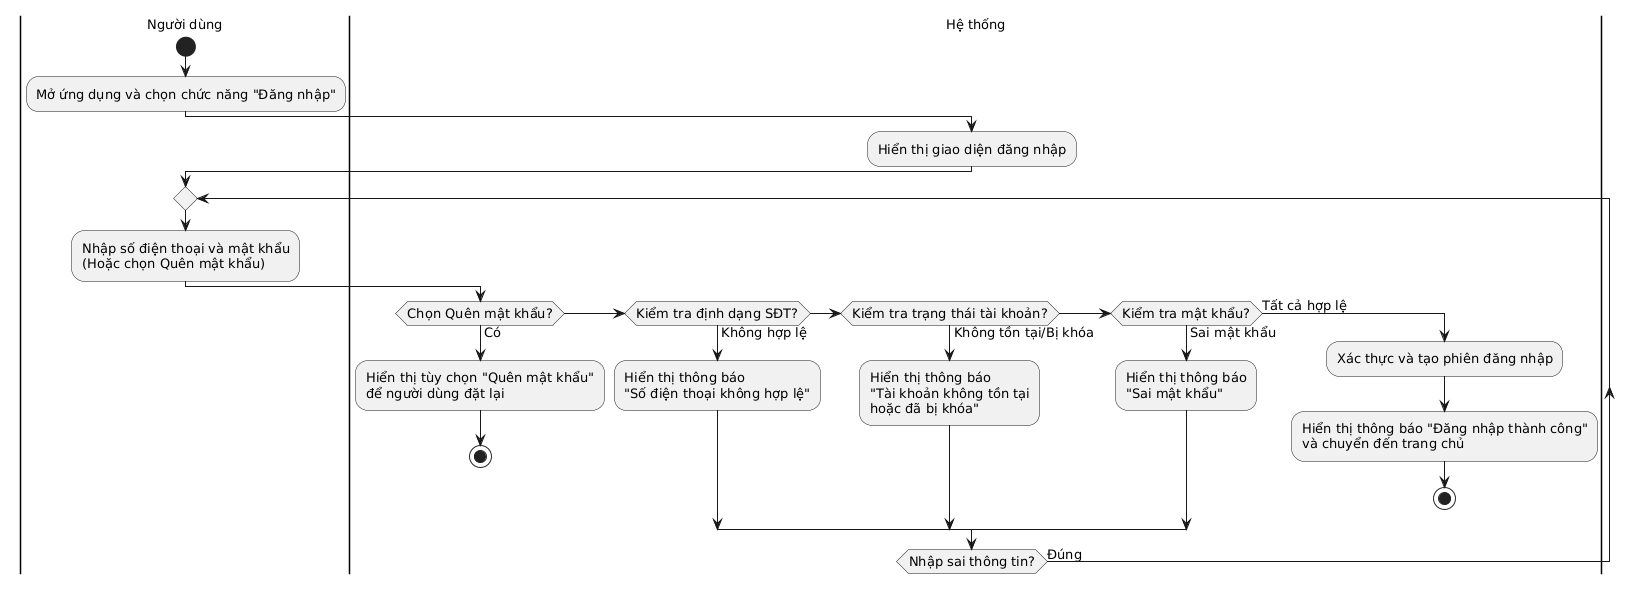 Người dùng
Hệ thống
Mở ứng dụng và chọn chức năng "Đăng nhập"
Hiển thị giao diện đăng nhập
Nhập số điện thoại và mật khẩu
(Hoặc chọn Quên mật khẩu)
Chọn Quên mật khẩu?
Có
Hiển thị tùy chọn "Quên mật khẩu"
để người dùng đặt lại
Kiểm tra định dạng SĐT?
Không hợp lệ
Hiển thị thông báo
"Số điện thoại không hợp lệ"
Kiểm tra trạng thái tài khoản?
Không tồn tại/Bị khóa
Hiển thị thông báo
"Tài khoản không tồn tại
hoặc đã bị khóa"
Kiểm tra mật khẩu?
Sai mật khẩu
Hiển thị thông báo
"Sai mật khẩu"
Tất cả hợp lệ
Xác thực và tạo phiên đăng nhập
Hiển thị thông báo "Đăng nhập thành công"
và chuyển đến trang chủ
Nhập sai thông tin?
Đúng